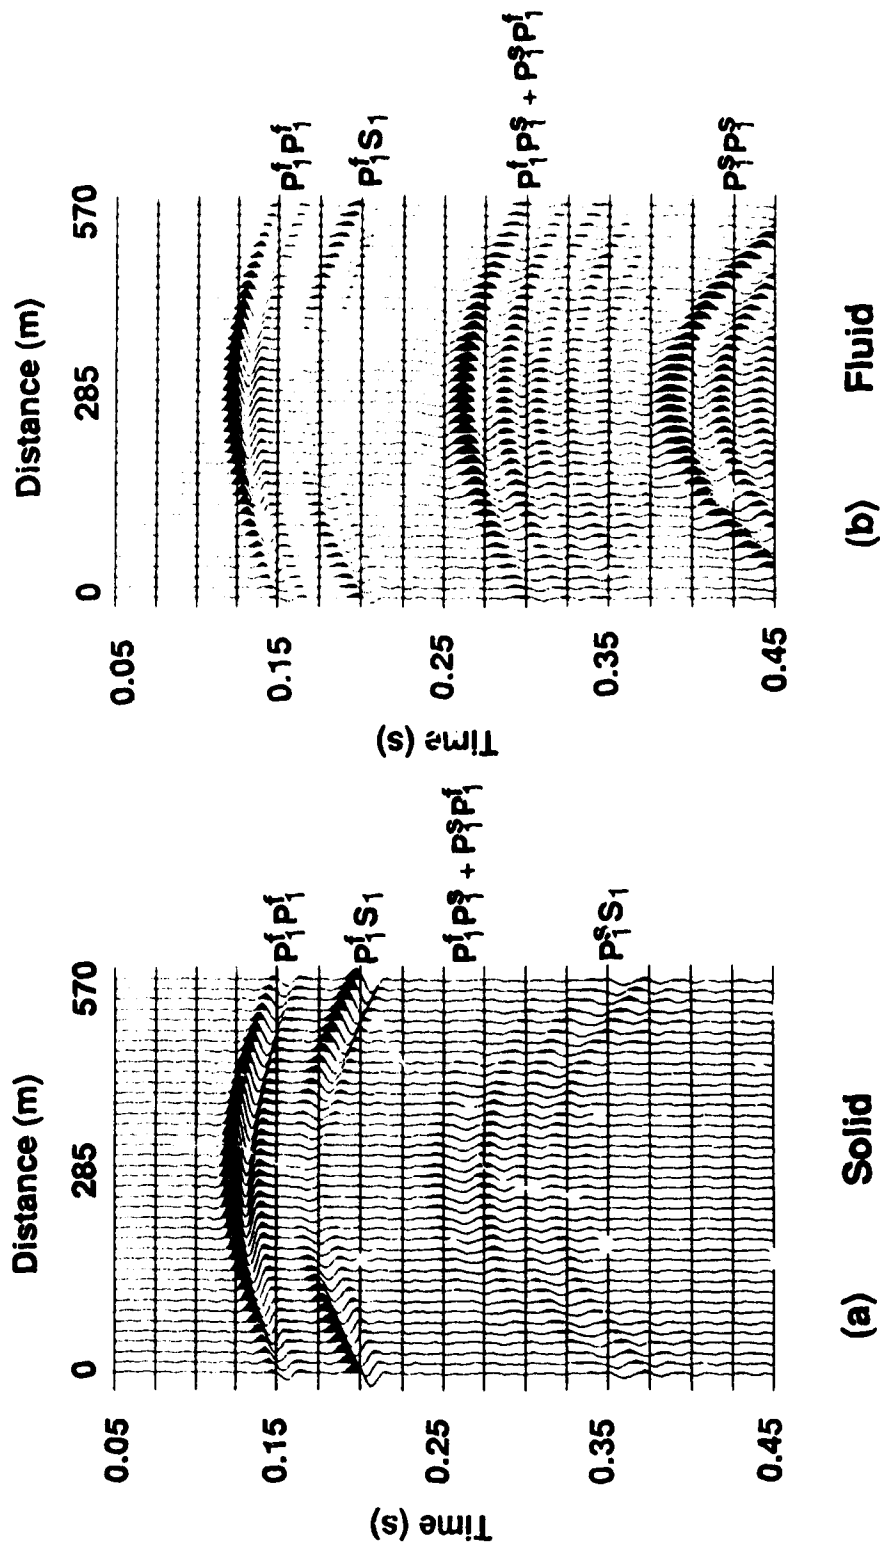 Distance (m)
0 285 570
0.05
0.15
0.25
0.35
0.45
Time (s)
P₁ᶠP₁ᶠ
P₁ᶠS₁
P₁ᶠP₁ˢ + P₁ˢP₁ᶠ
P₁ˢS₁
(a) Solid
Distance (m)
0 285 570
0.05
0.15
0.25
0.35
0.45
Time (s)
P₁ᶠP₁ᶠ
P₁ᶠS₁
P₁ᶠP₁ˢ + P₁ˢP₁ᶠ
P₁ˢP₁ˢ
(b) Fluid